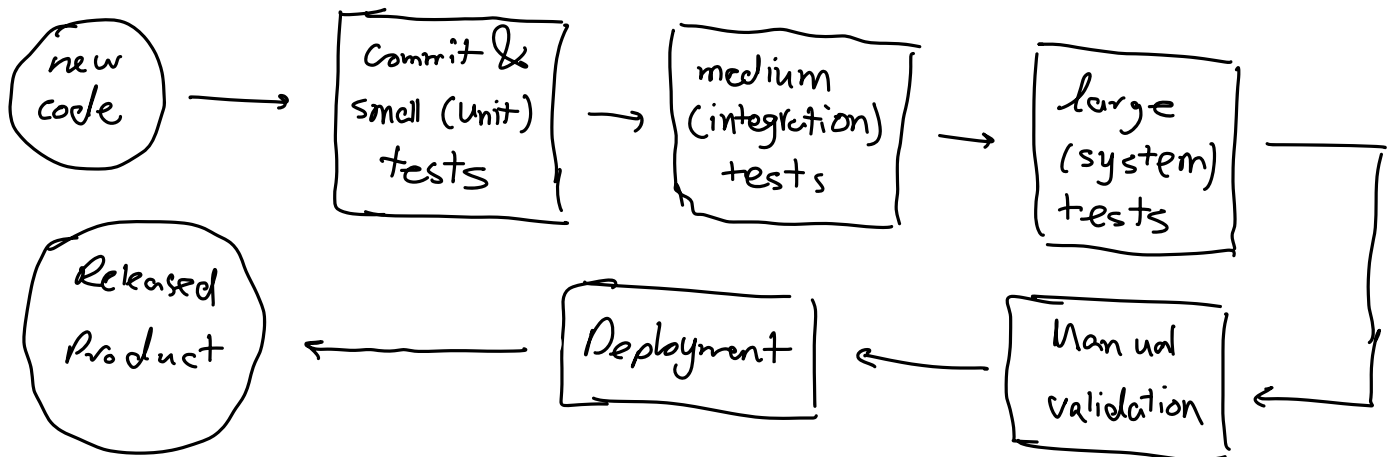 new
code
Commit &
small (unit)
tests
medium
(integration)
tests
large
(system)
tests
Manual
validation
Deployment
Released
Product